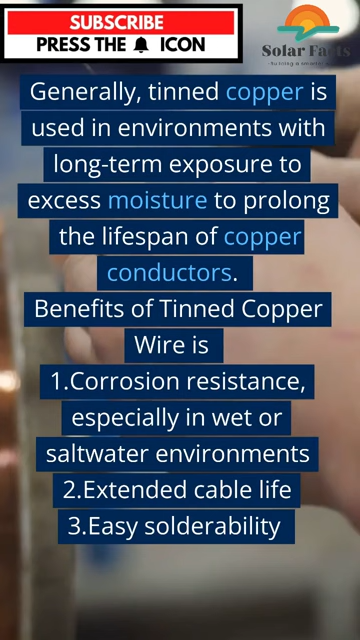 SUBSCRIBE
PRESS THE ICON
Solar Facts
Generally, tinned copper is
used in environments with
long-term exposure to
excess moisture to prolong
the lifespan of copper
conductors.
Benefits of Tinned Copper
Wire is
1.Corrosion resistance,
especially in wet or
saltwater environments
2.Extended cable life
3.Easy solderability